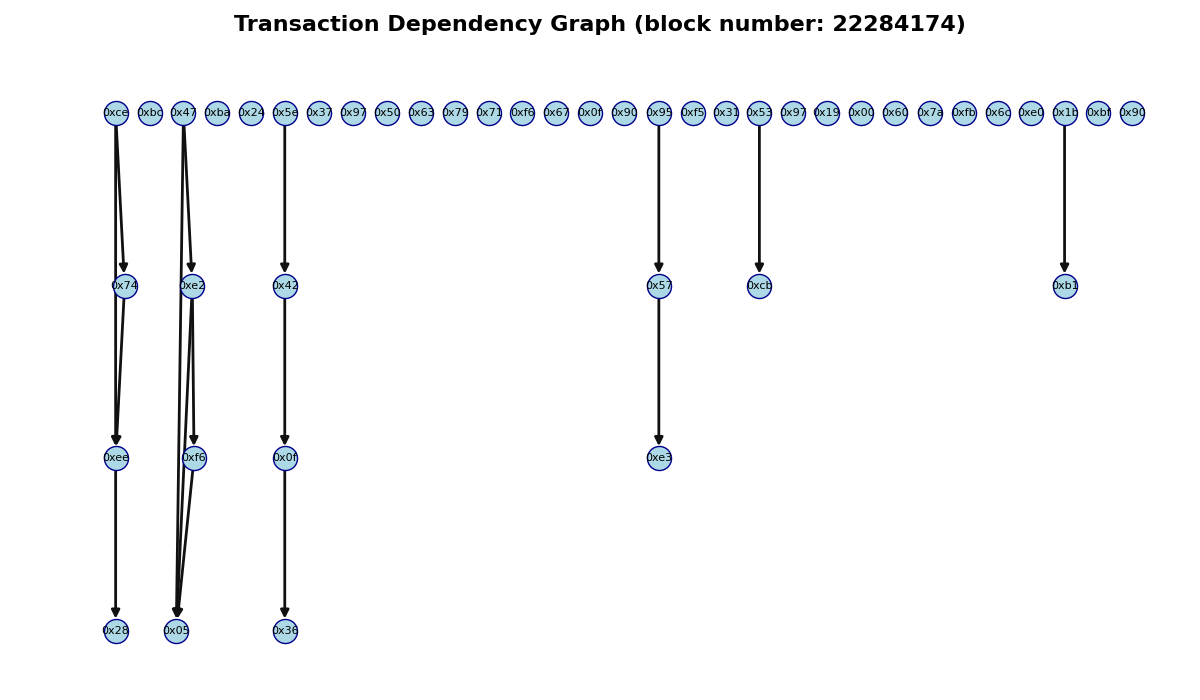 Transaction Dependency Graph (block number: 22284174)
0xce 0xbc 0x47 0xba 0x24 0x5e 0x37 0x97 0x50 0x63 0x79 0x71 0xf6 0x67 0x0f 0x90 0x95 0xf5 0x31 0x53 0x97 0x19 0x00 0x60 0x7a 0xfb 0x6c 0xe0 0x1b 0xbf 0x90
0x74 0xe2 0x42 0x57 0xcb 0xb1
0xee 0xf6 0x0f 0xe3
0x28 0x05 0x36